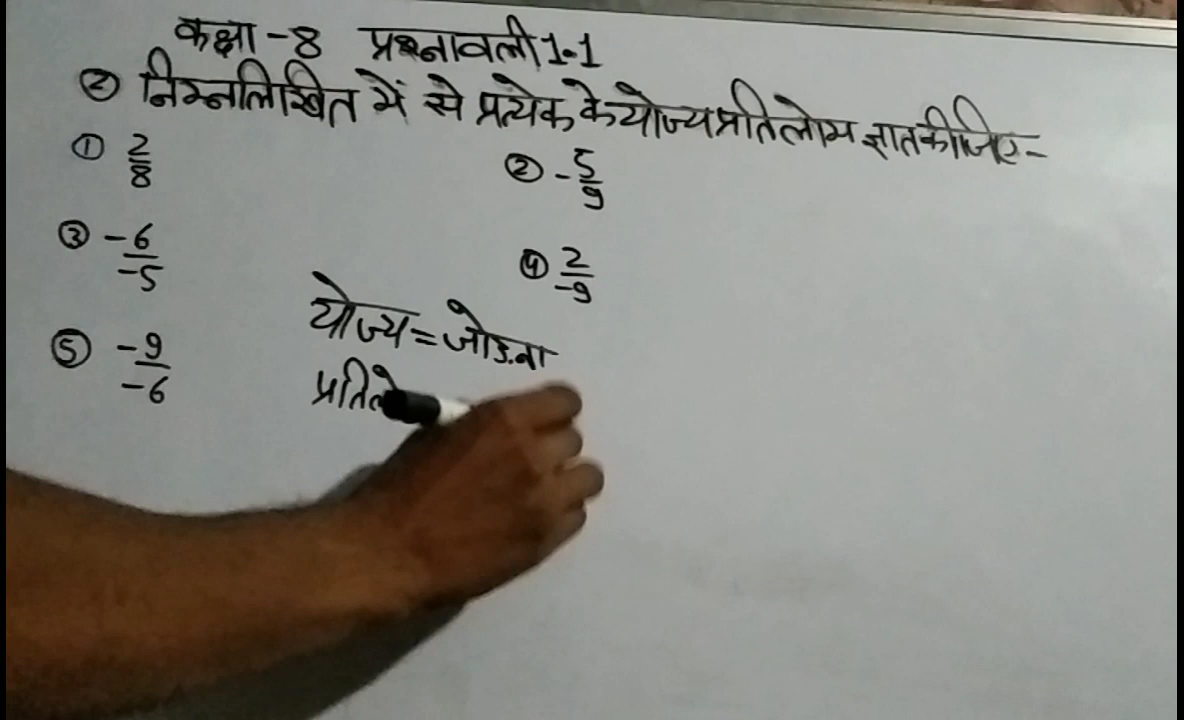 कक्षा - 8 प्रश्नावली 1.1
② निम्नलिखित में से प्रत्येक के योज्य प्रतिलोम ज्ञात कीजिए -
① 2/8 ② -5/9
③ -6/-5 ④ 2/-9
⑤ -9/-6
योज्य = जोड़ना
प्रतिले